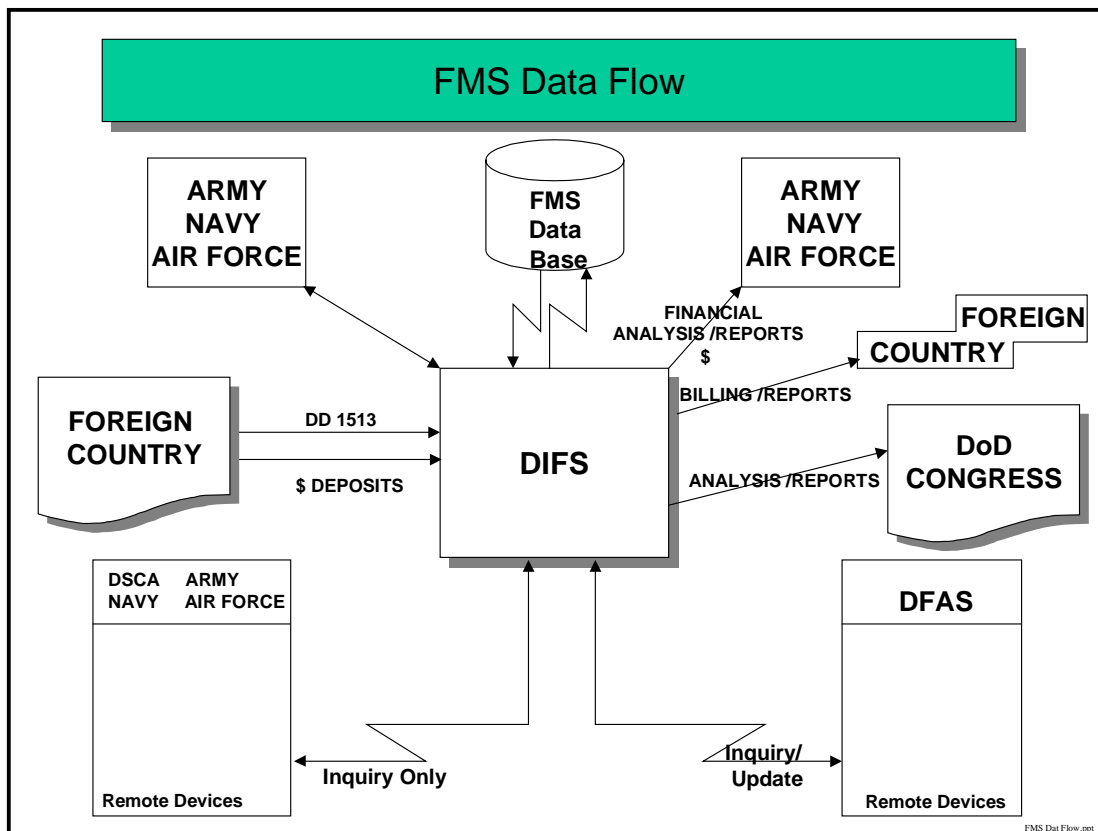 FMS Data Flow
ARMY
NAVY
AIR FORCE
FMS
Data
Base
ARMY
NAVY
AIR FORCE
FINANCIAL
ANALYSIS /REPORTS
$
FOREIGN
COUNTRY
BILLING /REPORTS
FOREIGN
COUNTRY
DD 1513
$ DEPOSITS
DIFS
ANALYSIS /REPORTS
DoD
CONGRESS
DSCA ARMY
NAVY AIR FORCE
Inquiry Only
Remote Devices
DFAS
Inquiry/
Update
Remote Devices
FMS Dat Flow.ppt